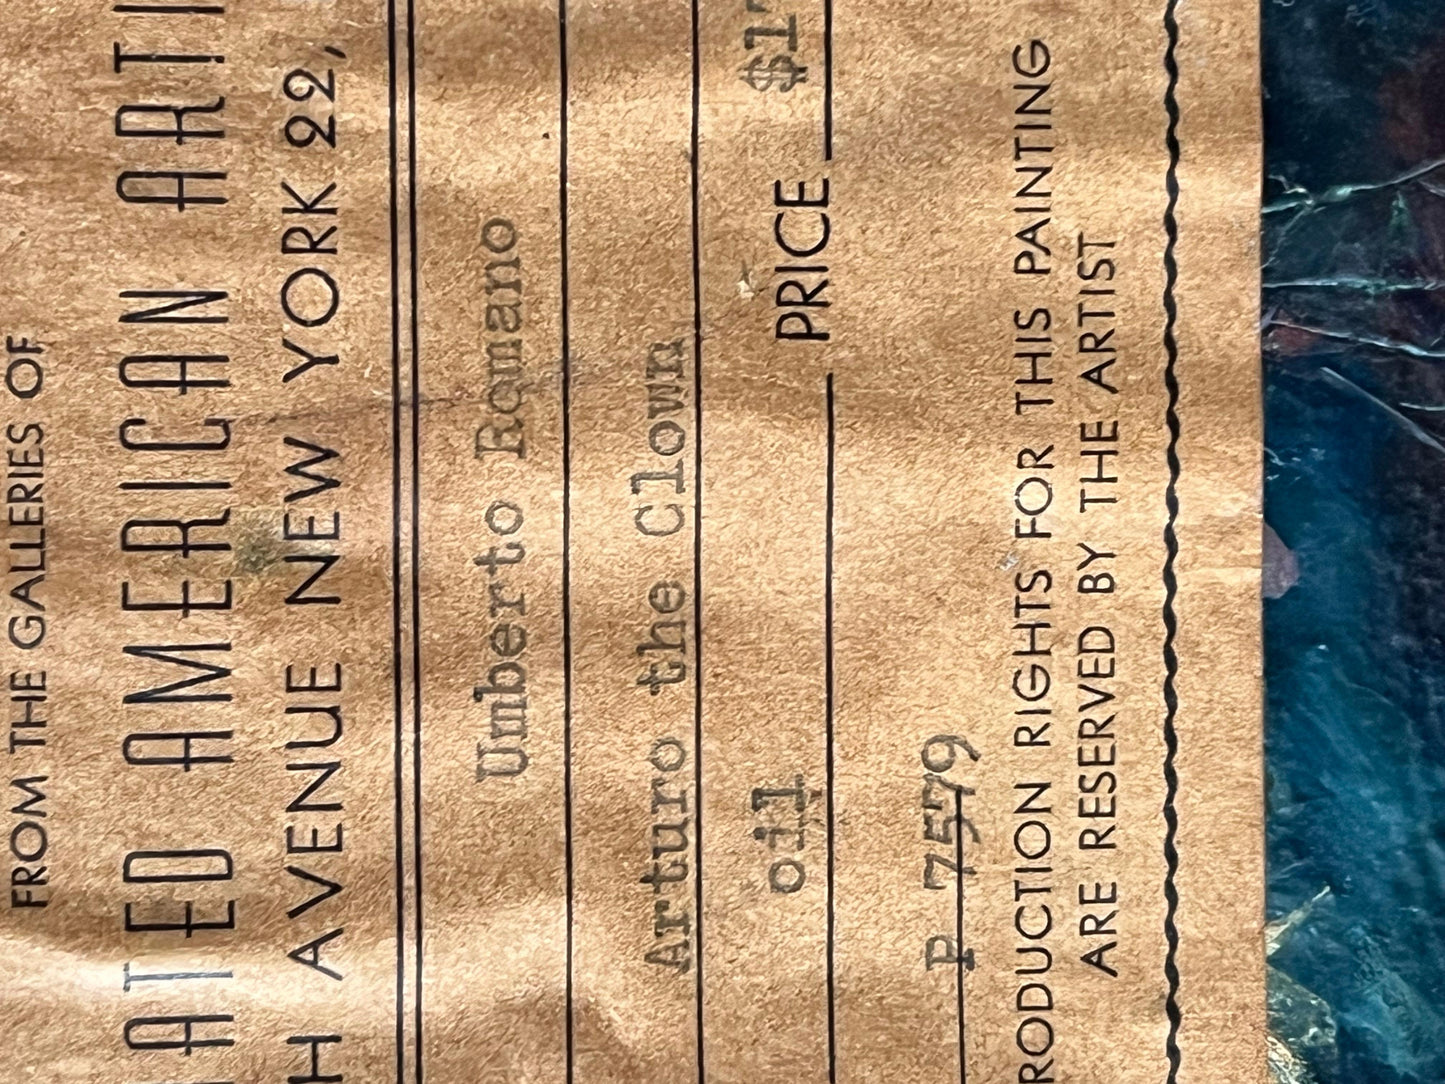 FROM THE GALLERIES OF
ATED AMERICAN ARTI
H AVENUE NEW YORK 22,
Umberto Romano
Arturo the Clown
oil PRICE $17
P 7579
RODUCTION RIGHTS FOR THIS PAINTING
ARE RESERVED BY THE ARTIST